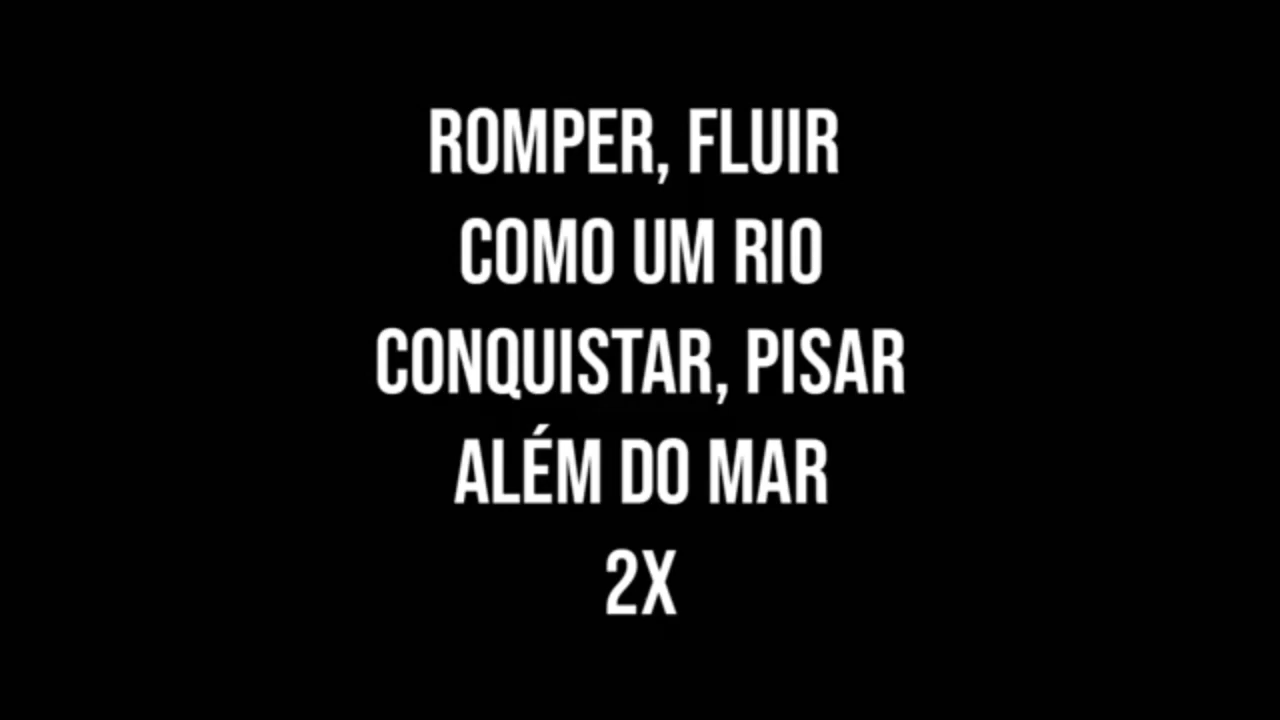 ROMPER, FLUIR
COMO UM RIO
CONQUISTAR, PISAR
ALÉM DO MAR
2X